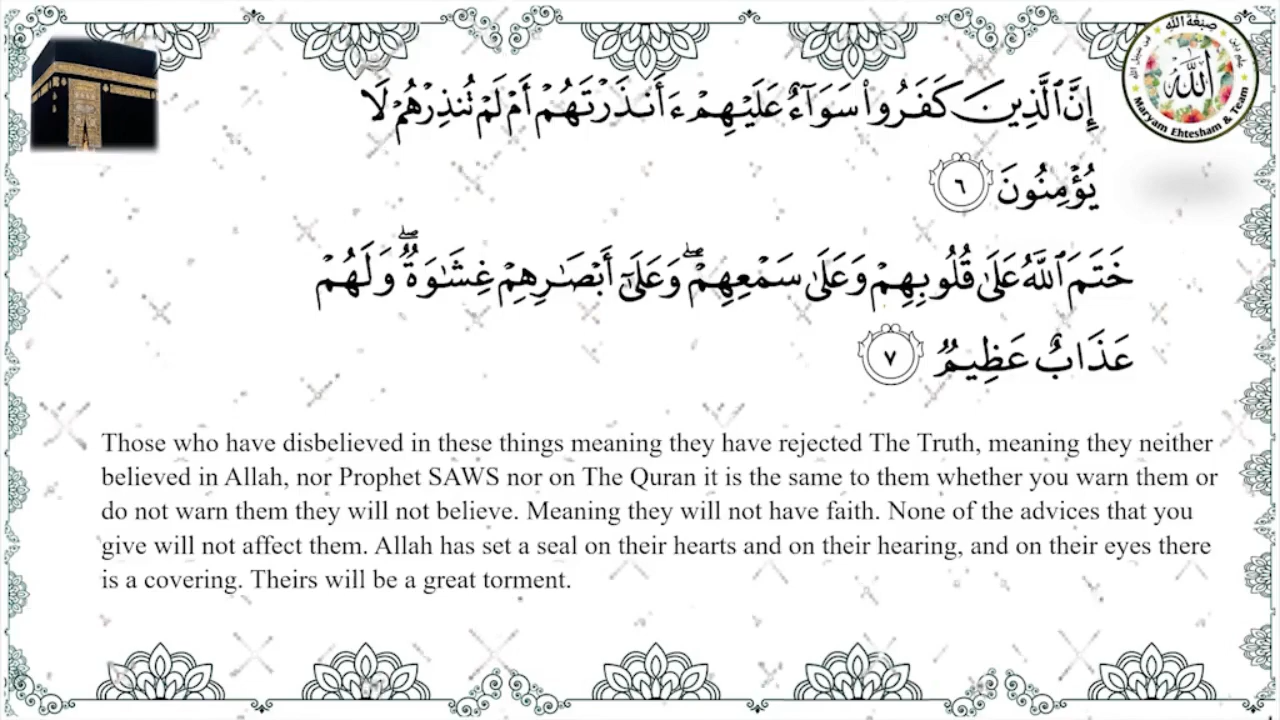 إِنَّ ٱلَّذِينَ كَفَرُوا۟ سَوَآءٌ عَلَيْهِمْ ءَأَنذَرْتَهُمْ أَمْ لَمْ تُنذِرْهُمْ لَا
يُؤْمِنُونَ ٦
خَتَمَ ٱللَّهُ عَلَىٰ قُلُوبِهِمْ وَعَلَىٰ سَمْعِهِمْ ۖ وَعَلَىٰٓ أَبْصَـٰرِهِمْ غِشَـٰوَةٌ ۖ وَلَهُمْ
عَذَابٌ عَظِيمٌ ٧
Those who have disbelieved in these things meaning they have rejected The Truth, meaning they neither
believed in Allah, nor Prophet SAWS nor on The Quran it is the same to them whether you warn them or
do not warn them they will not believe. Meaning they will not have faith. None of the advices that you
give will not affect them. Allah has set a seal on their hearts and on their hearing, and on their eyes there
is a covering. Theirs will be a great torment.
صِبْغَةَ اللهِ
الله
Maryam Ehtesham & Team